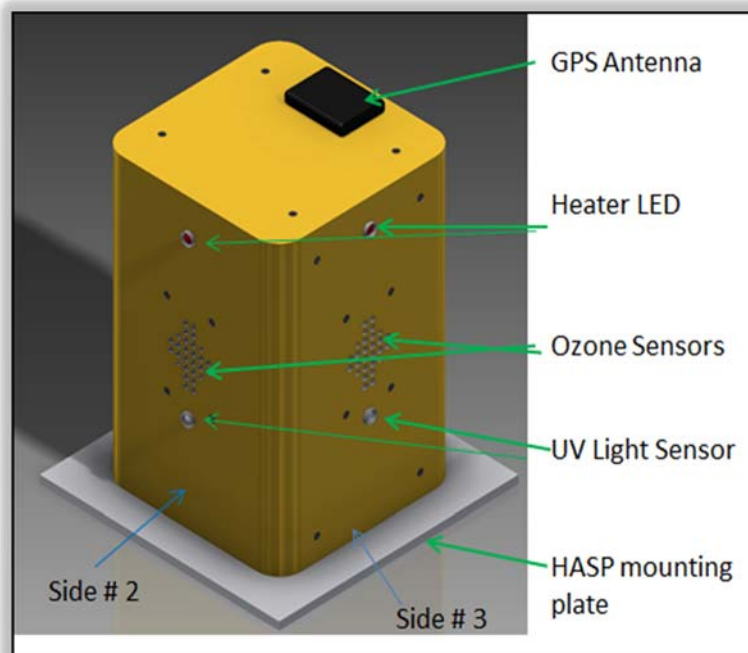 GPS Antenna
Heater LED
Ozone Sensors
UV Light Sensor
HASP mounting
plate
Side # 2
Side # 3